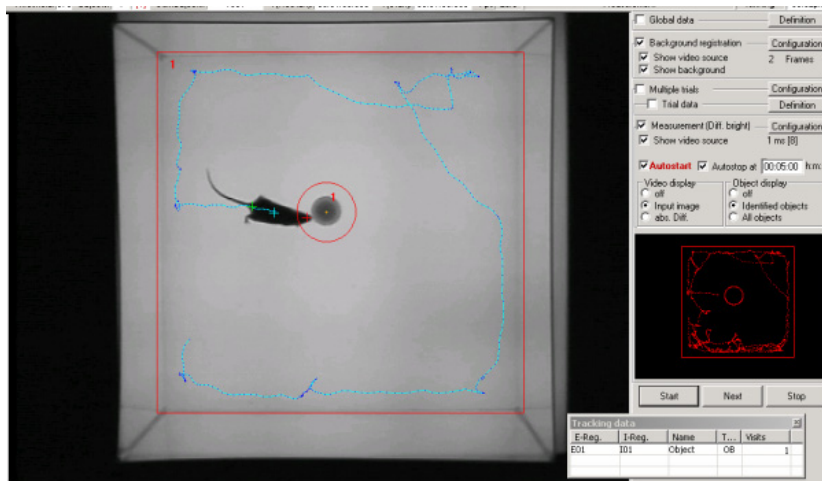 Global data Definition
Background registration Configuration
Show video source 2 Frames
Show background
Multiple trials Configuration
Trial data Definition
Measurement (Diff. bright) Configuration
Show video source 1 ms [8]
Autostart Autostop at 00:05:00 h:m:
Video display Object display
off off
Input image Identified objects
abs. Diff. All objects
1
1
Start Next Stop
Tracking data
E-Reg. I-Reg. Name T... Visits
E01 I01 Object OB 1